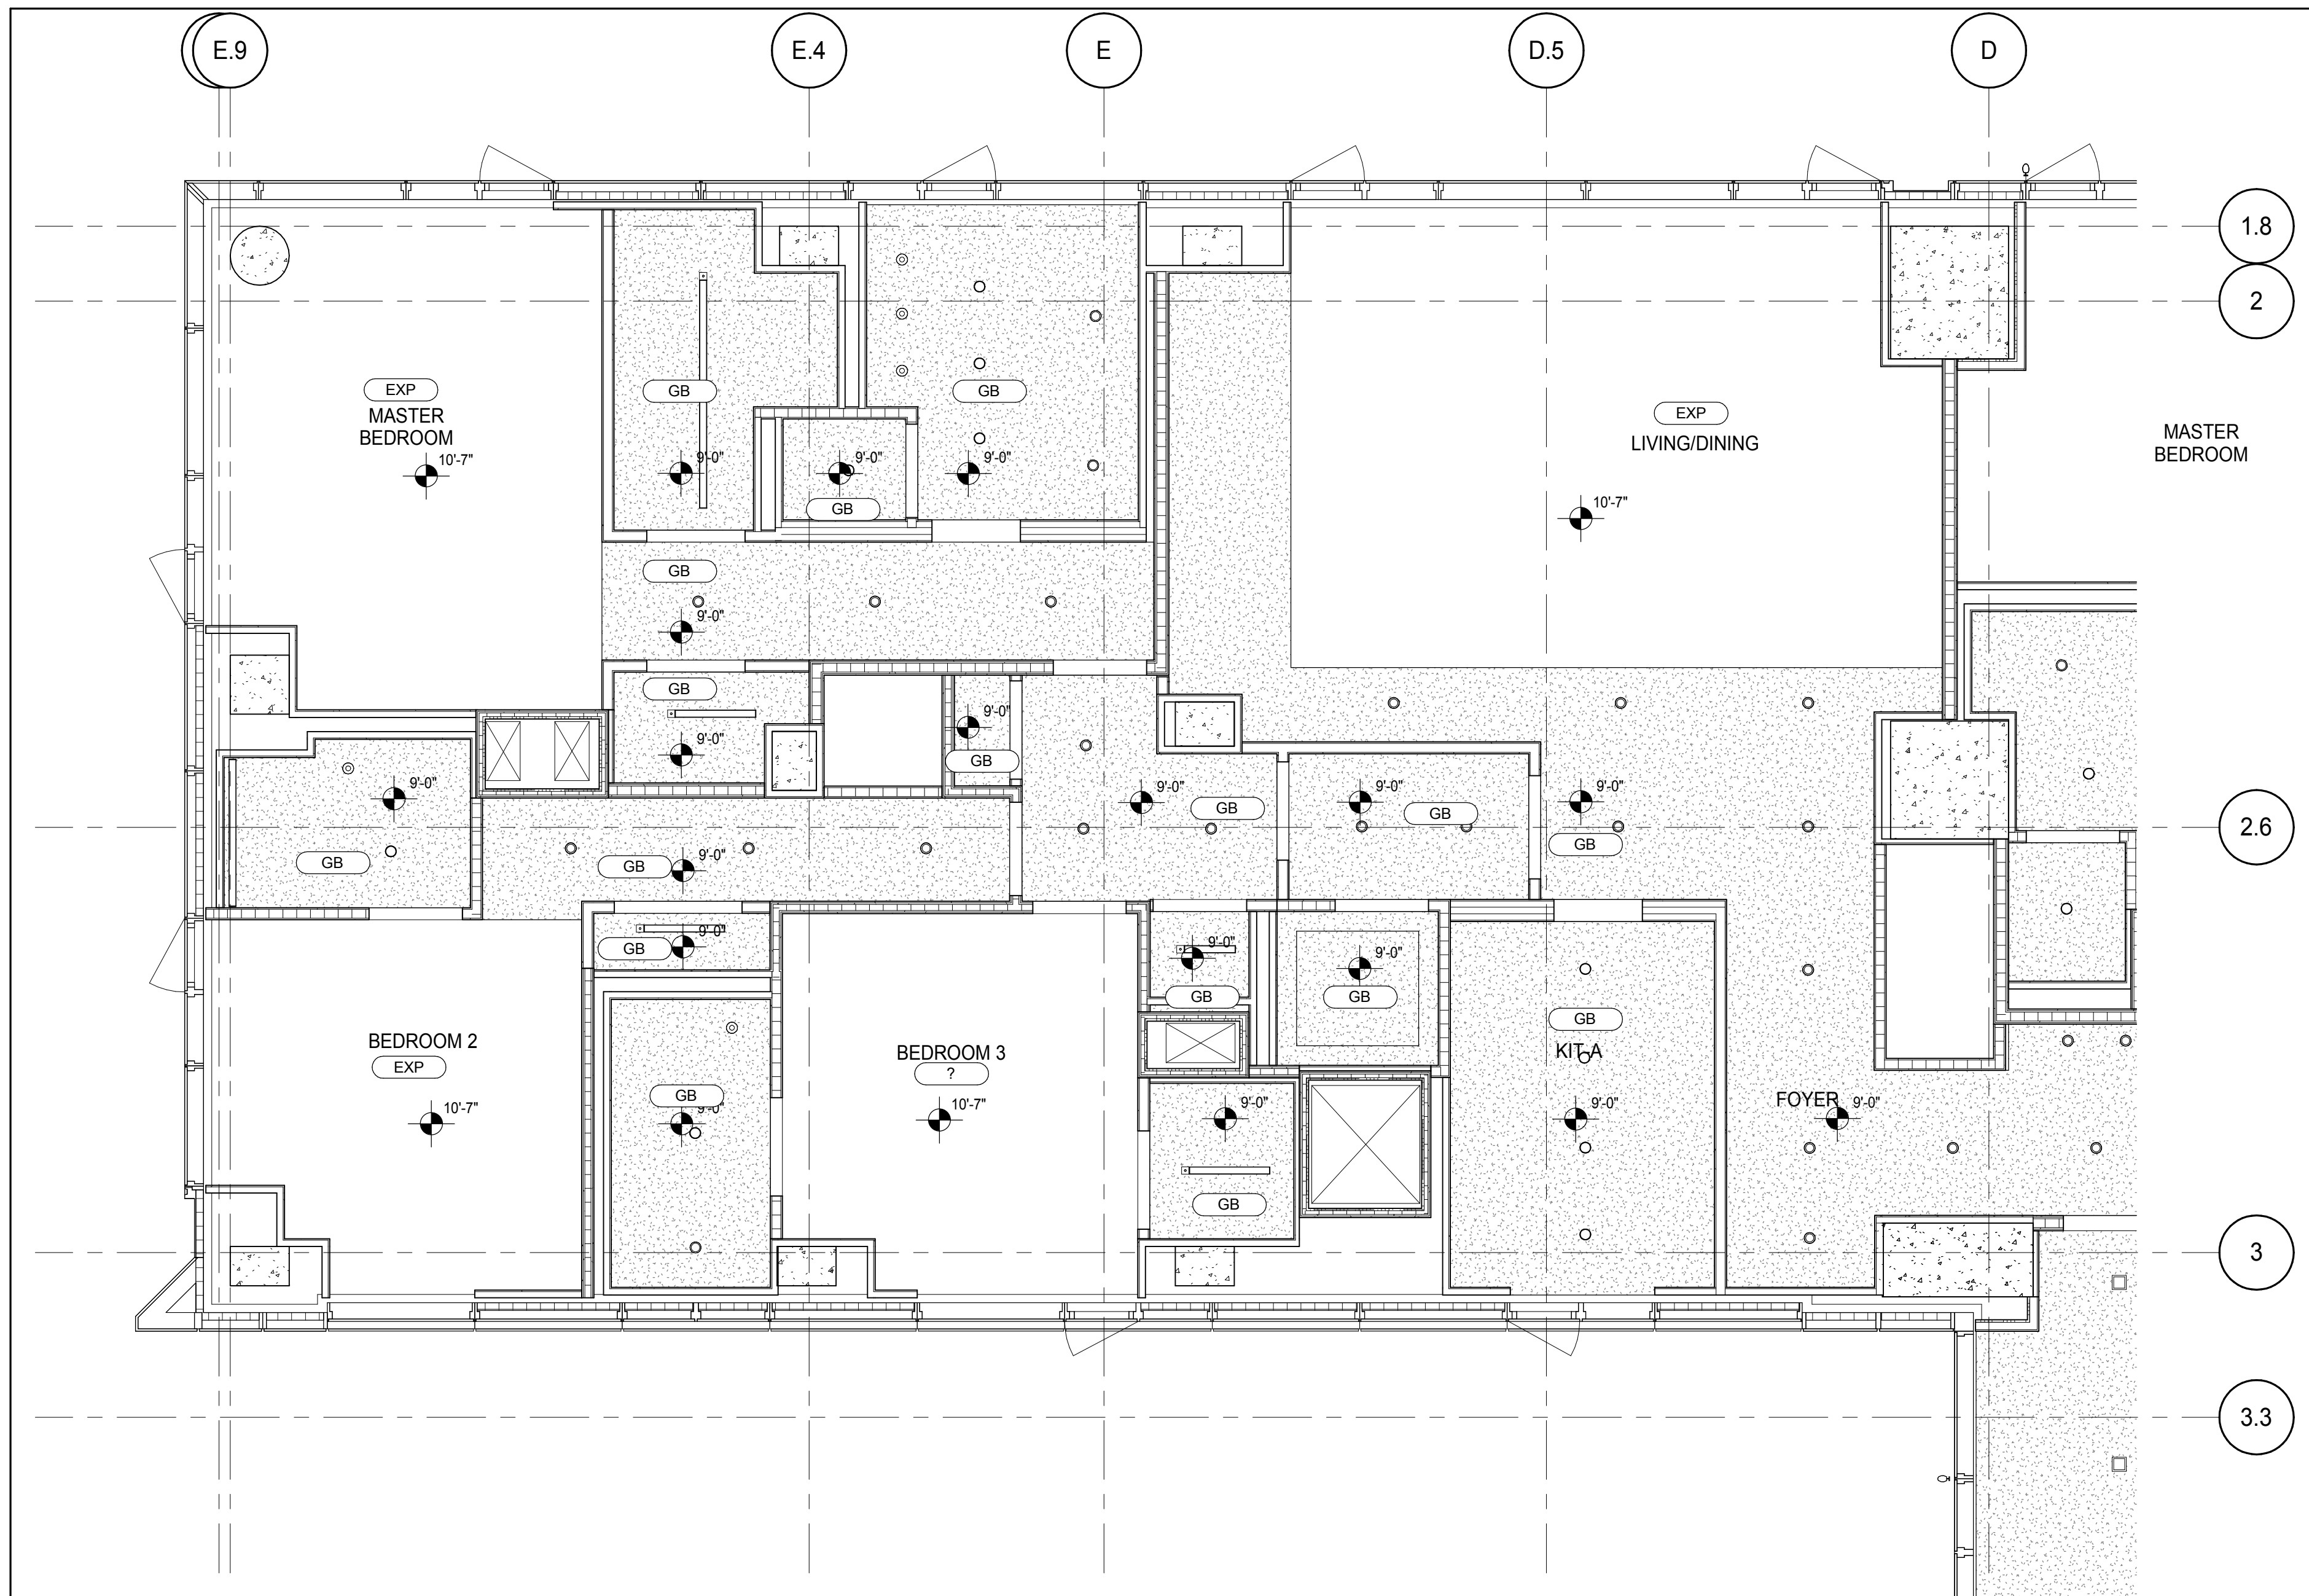 E.9
E.4
E
D.5
D
1.8
2
EXP
MASTER
BEDROOM
10'-7"
GB
9'-0"
9'-0"
GB
GB
9'-0"
EXP
LIVING/DINING
10'-7"
MASTER
BEDROOM
GB
9'-0"
GB
9'-0"
9'-0"
GB
9'-0"
GB
9'-0"
GB
9'-0"
GB
9'-0"
GB
2.6
GB
9'-0"
GB
9'-0"
9'-0"
GB
9'-0"
GB
BEDROOM 2
EXP
10'-7"
GB
9'-0"
BEDROOM 3
?
10'-7"
9'-0"
GB
GB
KIT-A
9'-0"
FOYER
9'-0"
3
3.3